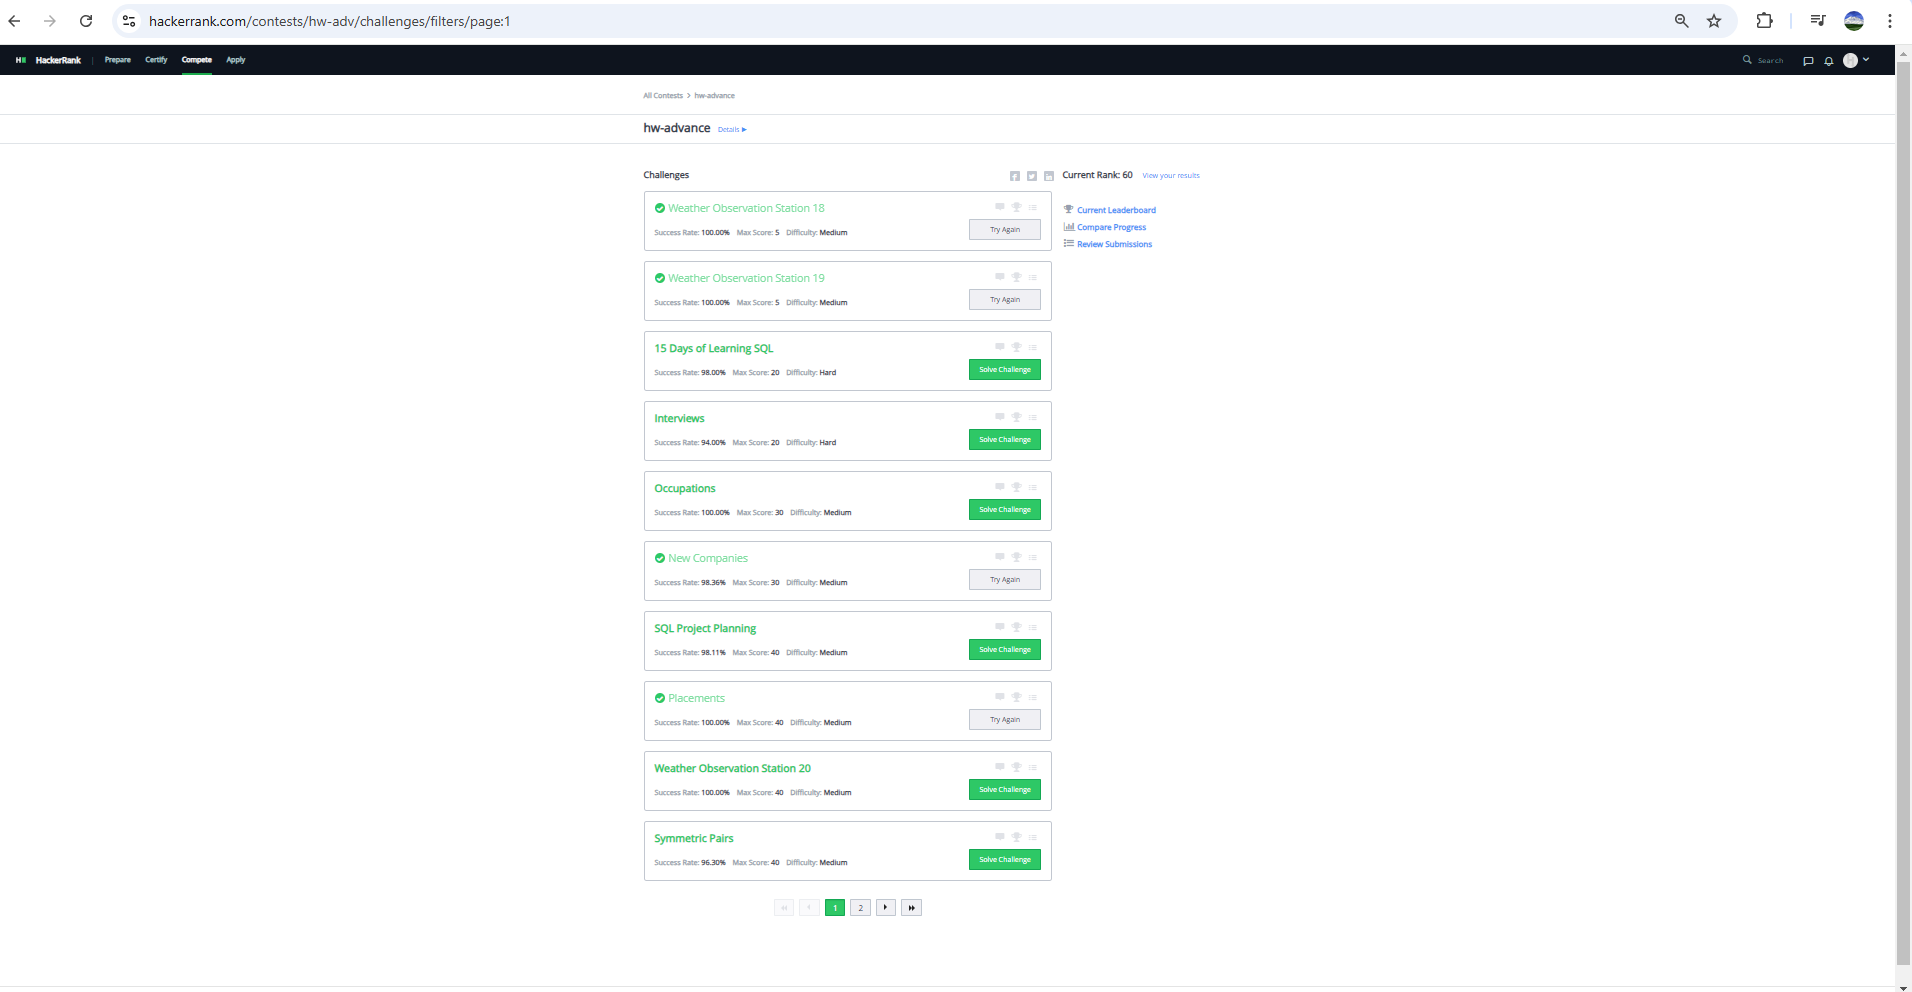 hackerrank.com/contests/hw-adv/challenges/filters/page:1
HackerRank | Prepare Certify Compete Apply Search
All Contests > hw-advance
hw-advance Details
Challenges
Current Rank: 60 View your results
Current Leaderboard
Compare Progress
Review Submissions
Weather Observation Station 18
Success Rate: 100.00% Max Score: 5 Difficulty: Medium
Try Again
Weather Observation Station 19
Success Rate: 100.00% Max Score: 5 Difficulty: Medium
Try Again
15 Days of Learning SQL
Success Rate: 98.00% Max Score: 20 Difficulty: Hard
Solve Challenge
Interviews
Success Rate: 94.00% Max Score: 20 Difficulty: Hard
Solve Challenge
Occupations
Success Rate: 100.00% Max Score: 30 Difficulty: Medium
Solve Challenge
New Companies
Success Rate: 98.36% Max Score: 30 Difficulty: Medium
Try Again
SQL Project Planning
Success Rate: 98.11% Max Score: 40 Difficulty: Medium
Solve Challenge
Placements
Success Rate: 100.00% Max Score: 40 Difficulty: Medium
Try Again
Weather Observation Station 20
Success Rate: 100.00% Max Score: 40 Difficulty: Medium
Solve Challenge
Symmetric Pairs
Success Rate: 96.30% Max Score: 40 Difficulty: Medium
Solve Challenge
1 2